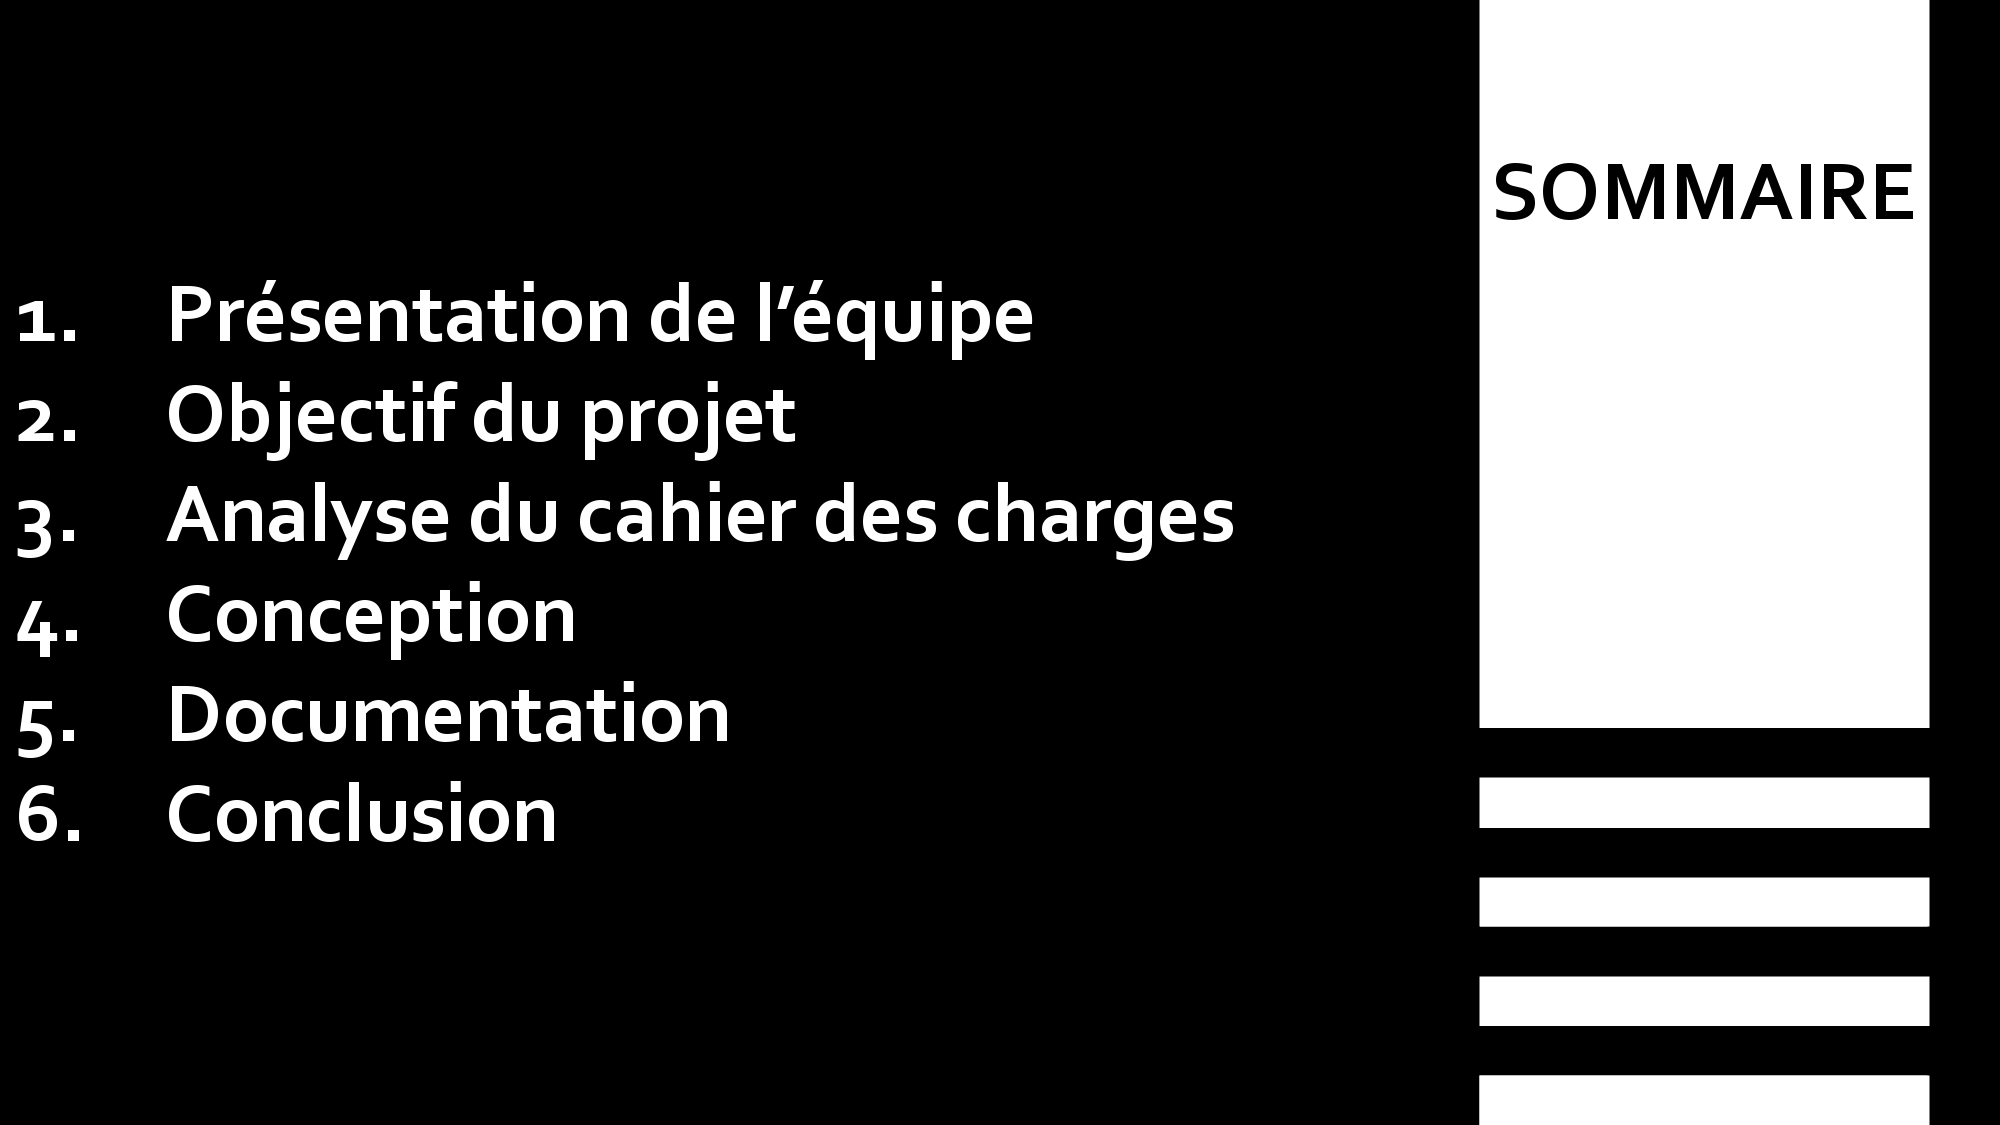 SOMMAIRE
1. Présentation de l’équipe
2. Objectif du projet
3. Analyse du cahier des charges
4. Conception
5. Documentation
6. Conclusion